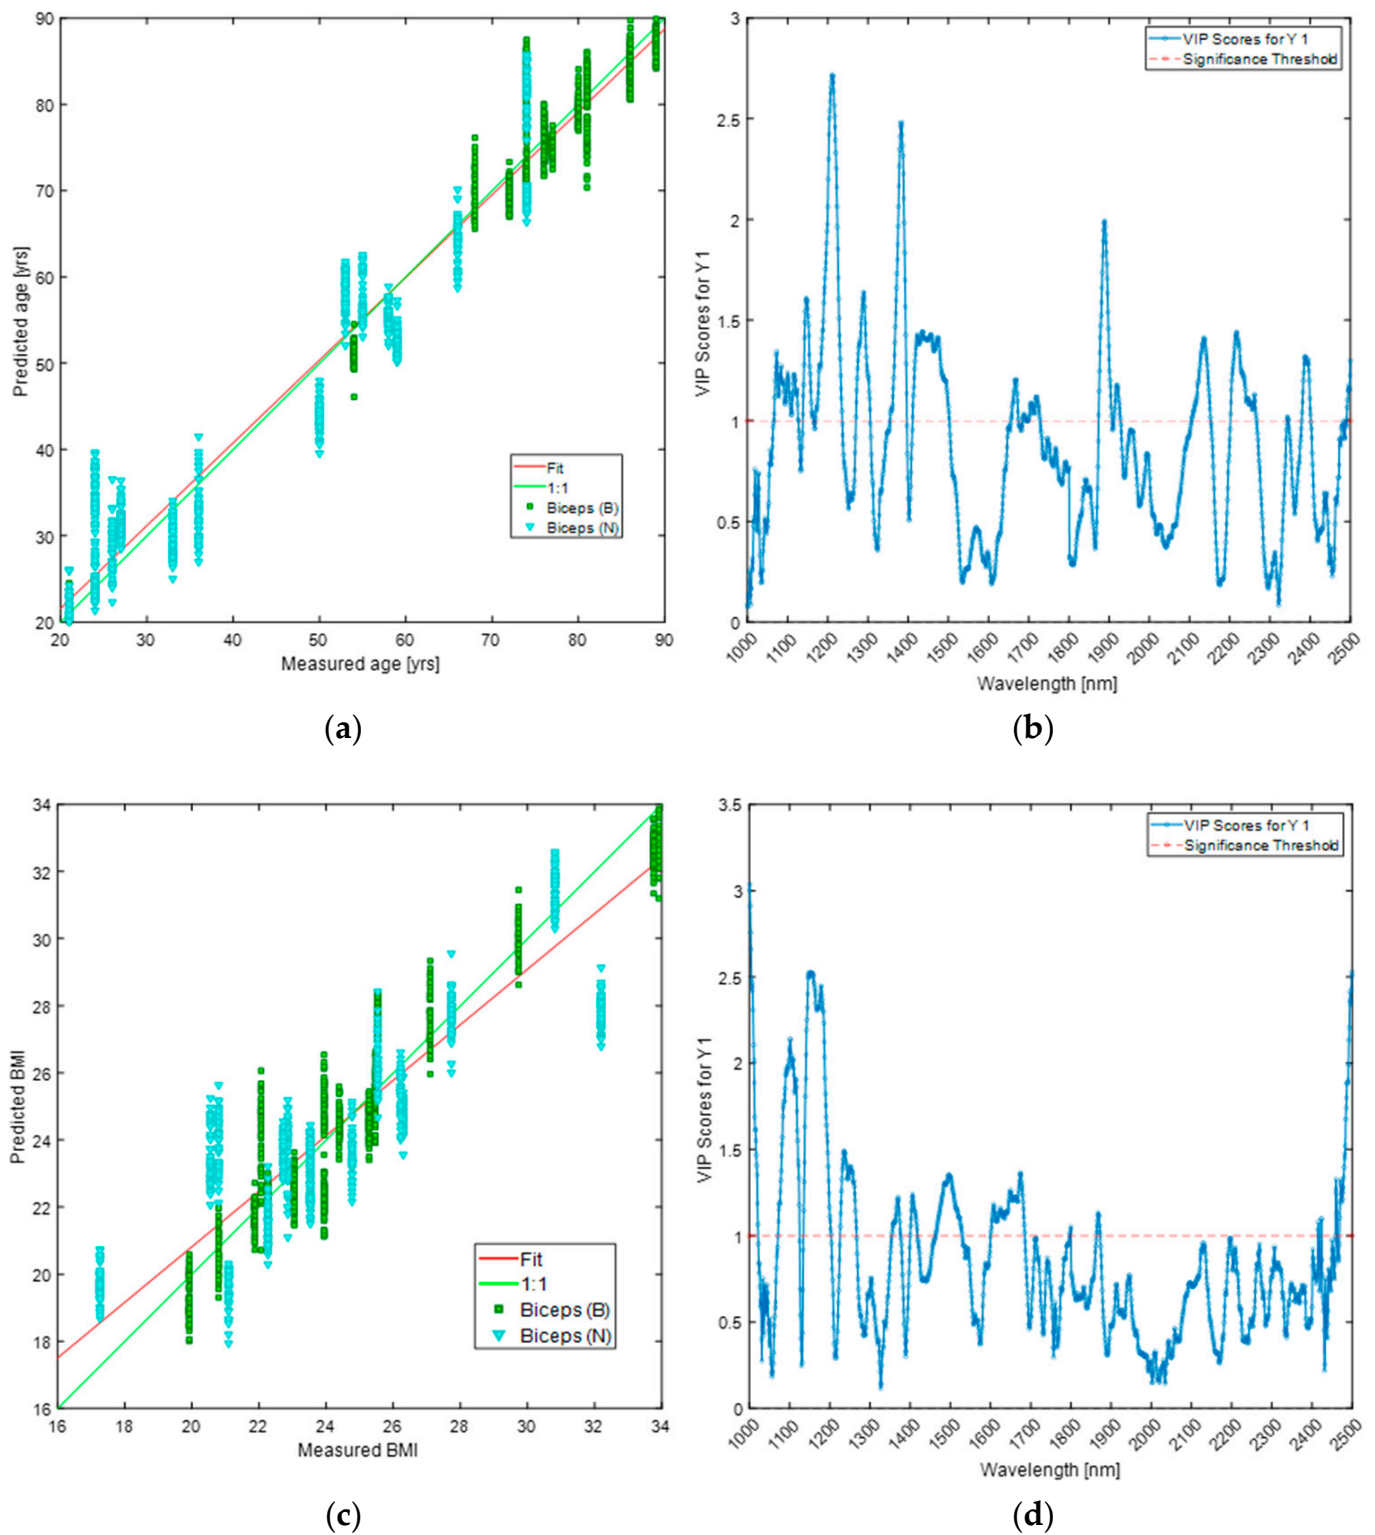 90
80
70
60
50
40
30
20
20 30 40 50 60 70 80 90
Predicted age [yrs]
Measured age [yrs]
Fit
1:1
Biceps (B)
Biceps (N)
(a)
3
2.5
2
1.5
1
0.5
0
1000 1100 1200 1300 1400 1500 1600 1700 1800 1900 2000 2100 2200 2300 2400 2500
VIP Scores for Y1
Wavelength [nm]
VIP Scores for Y 1
Significance Threshold
(b)
34
32
30
28
26
24
22
20
18
16
16 18 20 22 24 26 28 30 32 34
Predicted BMI
Measured BMI
Fit
1:1
Biceps (B)
Biceps (N)
(c)
3.5
3
2.5
2
1.5
1
0.5
0
1000 1100 1200 1300 1400 1500 1600 1700 1800 1900 2000 2100 2200 2300 2400 2500
VIP Scores for Y1
Wavelength [nm]
VIP Scores for Y 1
Significance Threshold
(d)